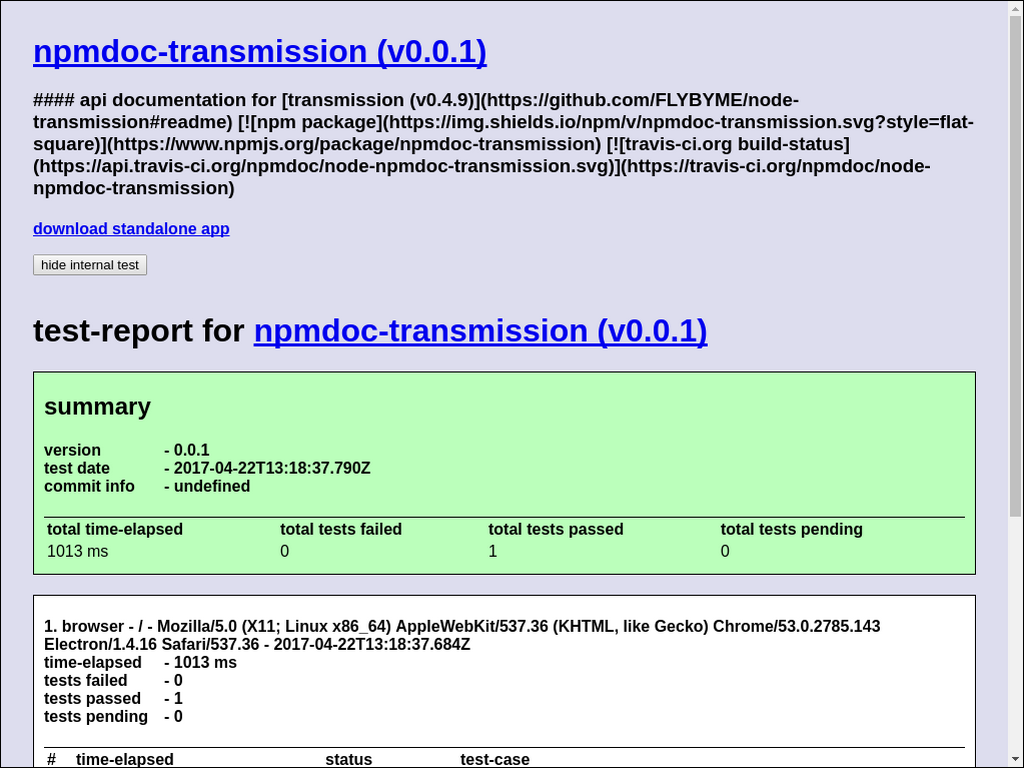 npmdoc-transmission (v0.0.1)
#### api documentation for [transmission (v0.4.9)](https://github.com/FLYBYME/node-
transmission#readme) [![npm package](https://img.shields.io/npm/v/npmdoc-transmission.svg?style=flat-
square)](https://www.npmjs.org/package/npmdoc-transmission) [![travis-ci.org build-status]
(https://api.travis-ci.org/npmdoc/node-npmdoc-transmission.svg)](https://travis-ci.org/npmdoc/node-
npmdoc-transmission)
download standalone app
hide internal test
test-report for npmdoc-transmission (v0.0.1)
summary
version - 0.0.1
test date - 2017-04-22T13:18:37.790Z
commit info - undefined
total time-elapsed total tests failed total tests passed total tests pending
1013 ms 0 1 0
1. browser - / - Mozilla/5.0 (X11; Linux x86_64) AppleWebKit/537.36 (KHTML, like Gecko) Chrome/53.0.2785.143
Electron/1.4.16 Safari/537.36 - 2017-04-22T13:18:37.684Z
time-elapsed - 1013 ms
tests failed - 0
tests passed - 1
tests pending - 0
# time-elapsed status test-case